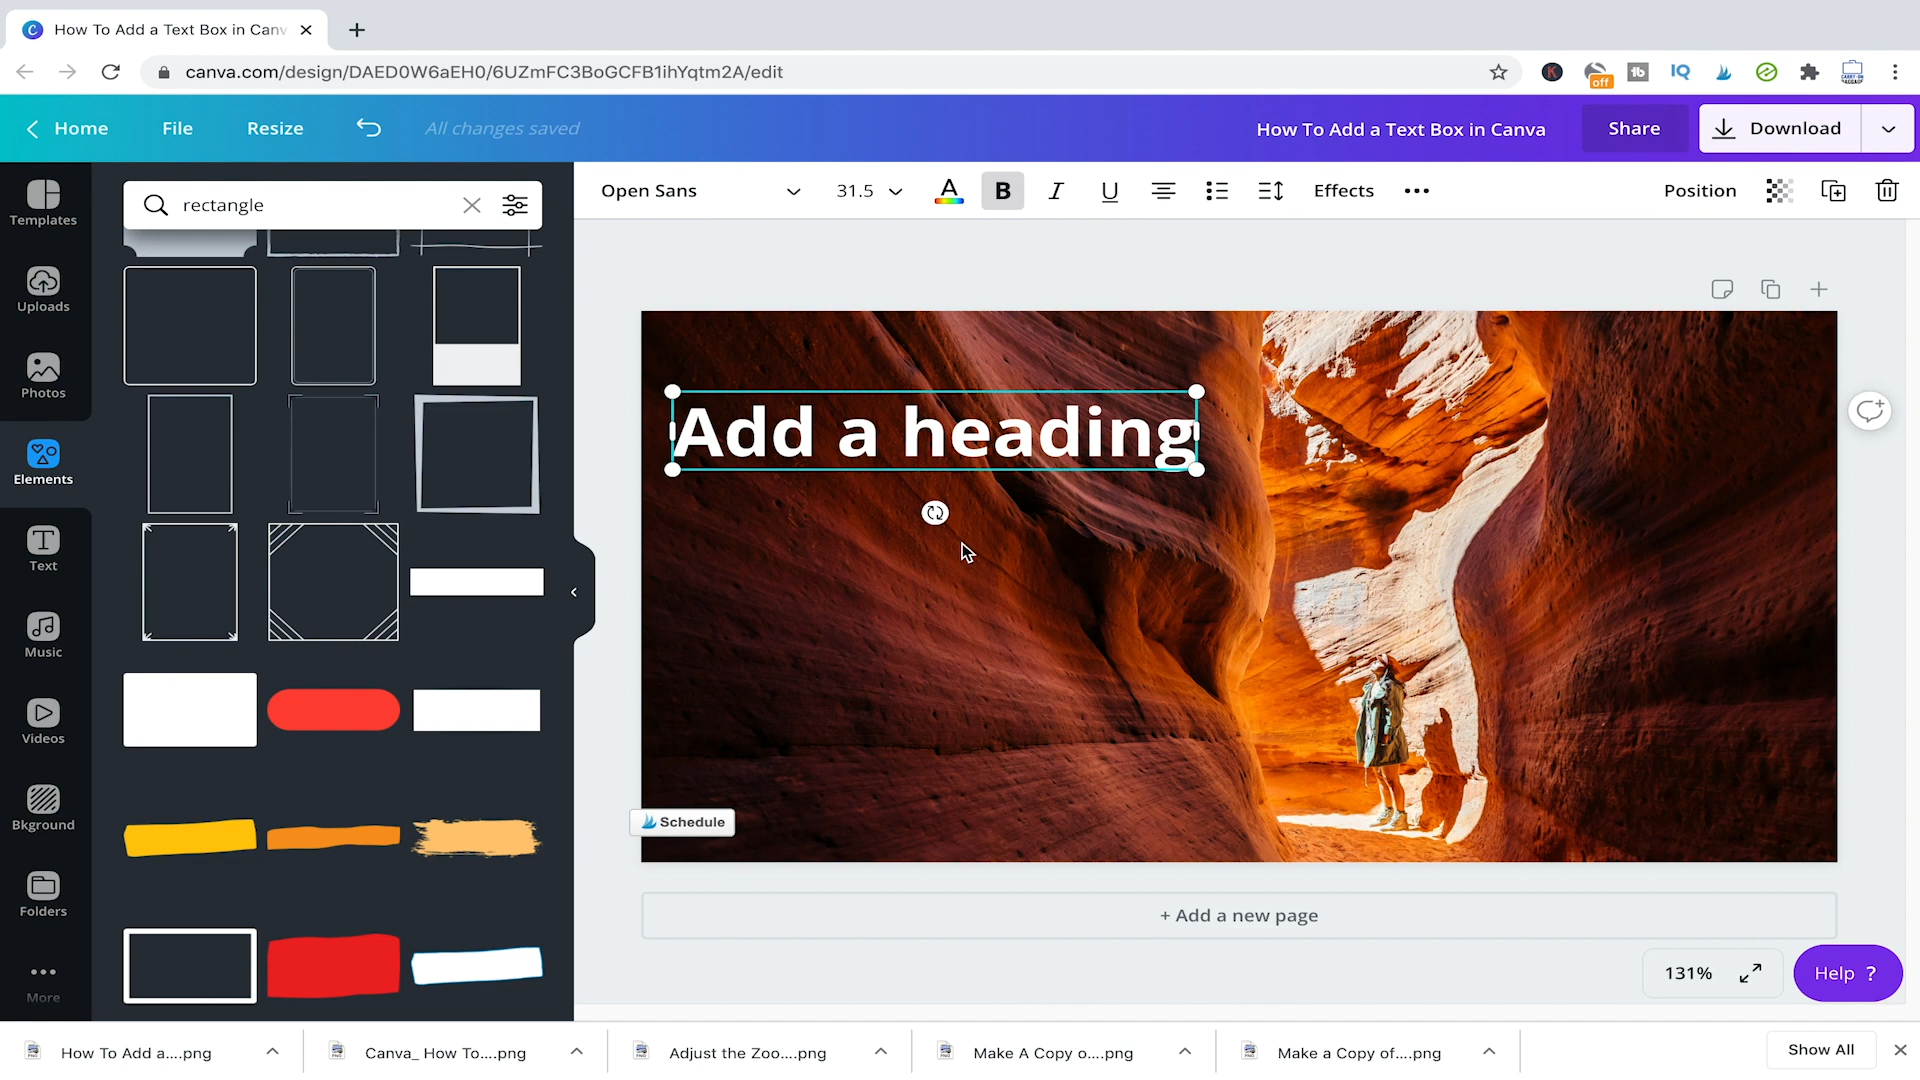 How To Add a Text Box in Canv
canva.com/design/DAED0W6aEH0/6UZmFC3BoGCFB1ihYqtm2A/edit
off
tb
IQ
Home
File
Resize
All changes saved
How To Add a Text Box in Canva
Share
Download
Templates
Uploads
Photos
Elements
Text
Music
Videos
Bkground
Folders
More
rectangle
Open Sans
31.5
A
B
I
U
Effects
Position
Add a heading
Schedule
+ Add a new page
131%
Help ?
How To Add a....png
Canva_ How To....png
Adjust the Zoo....png
Make A Copy o....png
Make a Copy of....png
Show All